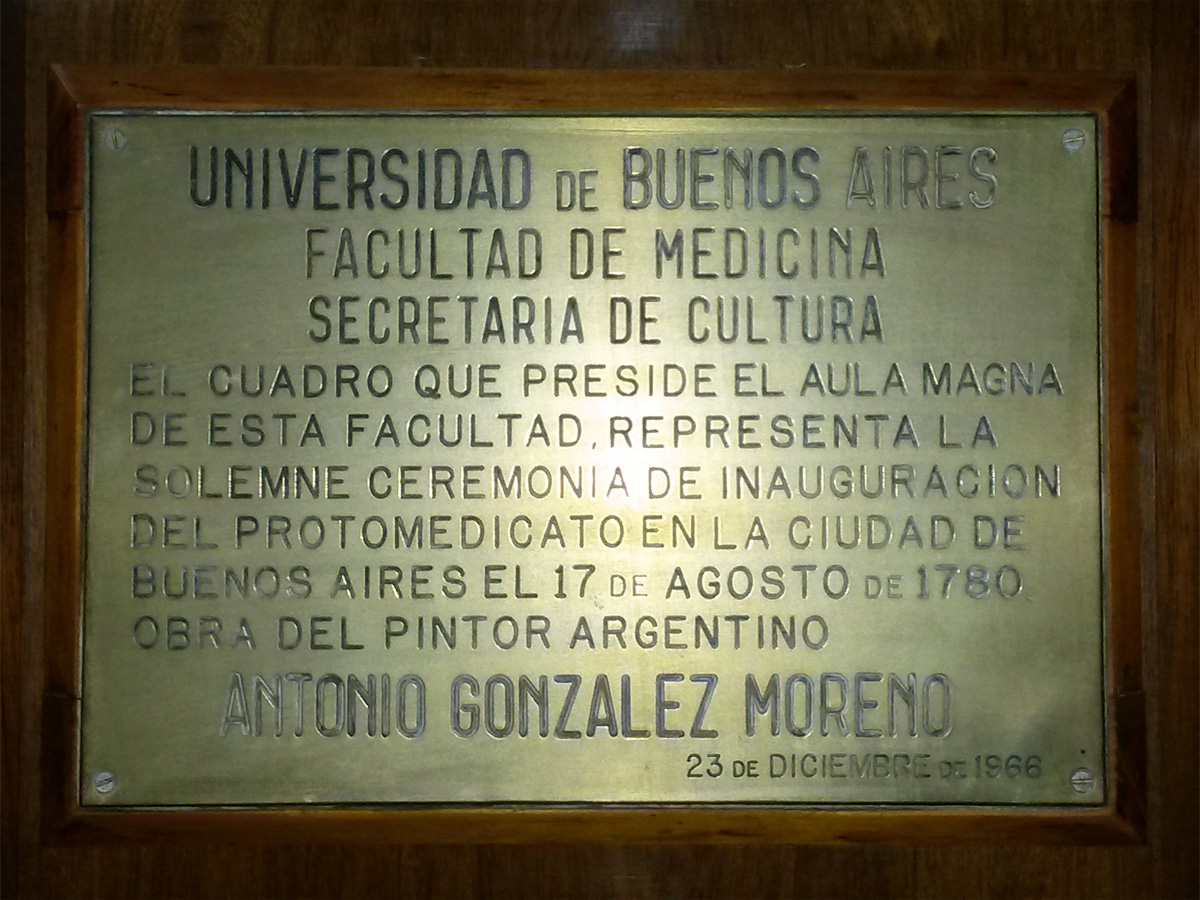 UNIVERSIDAD DE BUENOS AIRES
FACULTAD DE MEDICINA
SECRETARIA DE CULTURA
EL CUADRO QUE PRESIDE EL AULA MAGNA
DE ESTA FACULTAD, REPRESENTA LA
SOLEMNE CEREMONIA DE INAUGURACION
DEL PROTOMEDICATO EN LA CIUDAD DE
BUENOS AIRES EL 17 DE AGOSTO DE 1780.
OBRA DEL PINTOR ARGENTINO
ANTONIO GONZALEZ MORENO
23 DE DICIEMBRE DE 1966